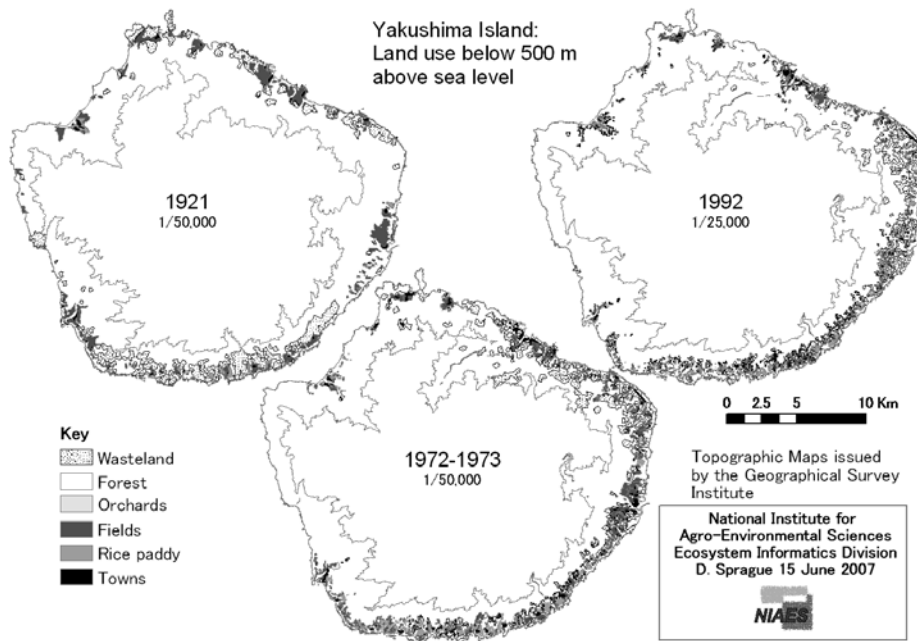 Yakushima Island:
Land use below 500 m
above sea level
1921
1/50,000
1992
1/25,000
1972-1973
1/50,000
0 2.5 5 10 Km
Key
Wasteland
Forest
Orchards
Fields
Rice paddy
Towns
Topographic Maps issued
by the Geographical Survey
Institute
National Institute for
Agro-Environmental Sciences
Ecosystem Informatics Division
D. Sprague 15 June 2007
NIAES